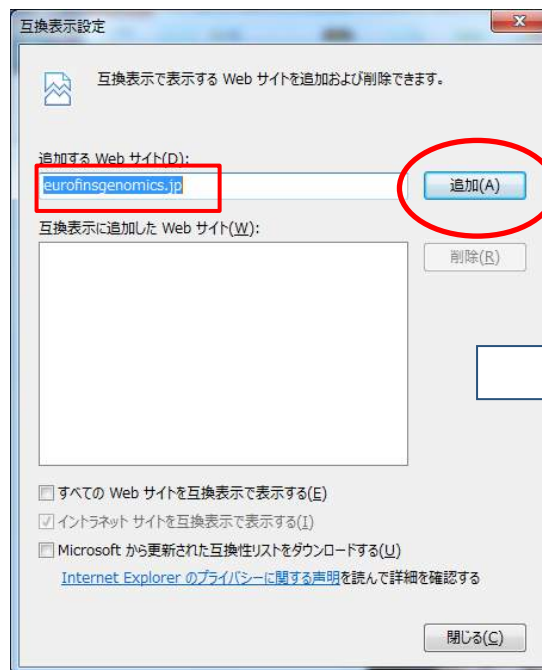 互換表示設定
互換表示で表示する Web サイトを追加および削除できます。
追加する Web サイト(D):
eurofinsgenomics.jp
追加(A)
互換表示に追加した Web サイト(W):
削除(R)
すべての Web サイトを互換表示で表示する(E)
イントラネット サイトを互換表示で表示する(I)
Microsoft から更新された互換性リストをダウンロードする(U)
Internet Explorer のプライバシーに関する声明を読んで詳細を確認する
閉じる(C)